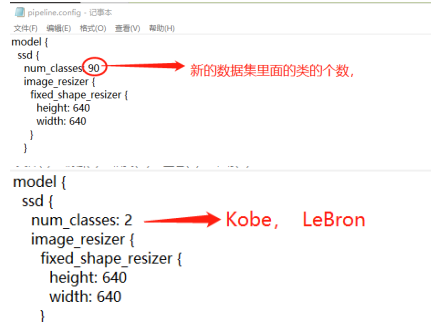 pipeline.config - 记事本
文件(F) 编辑(E) 格式(O) 查看(V) 帮助(H)
model {
ssd {
num_classes: 90
新的数据集里面的类的个数，
image_resizer {
fixed_shape_resizer {
height: 640
width: 640
}
}
model {
ssd {
num_classes: 2
Kobe， LeBron
image_resizer {
fixed_shape_resizer {
height: 640
width: 640
}